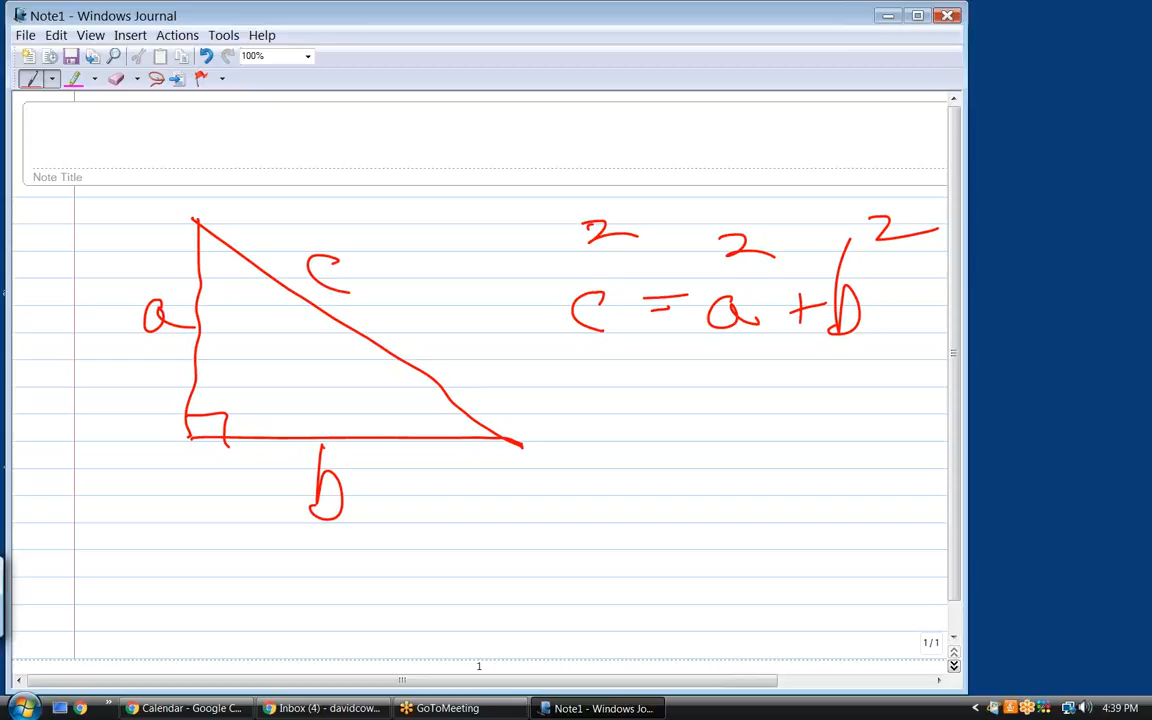 Note1 - Windows Journal
File Edit View Insert Actions Tools Help
100%
Note Title
c² = a² + b²
c
a
b
1/1
1
Calendar - Google C...
Inbox (4) - davidcow...
GoToMeeting
Note1 - Windows Jo...
4:39 PM